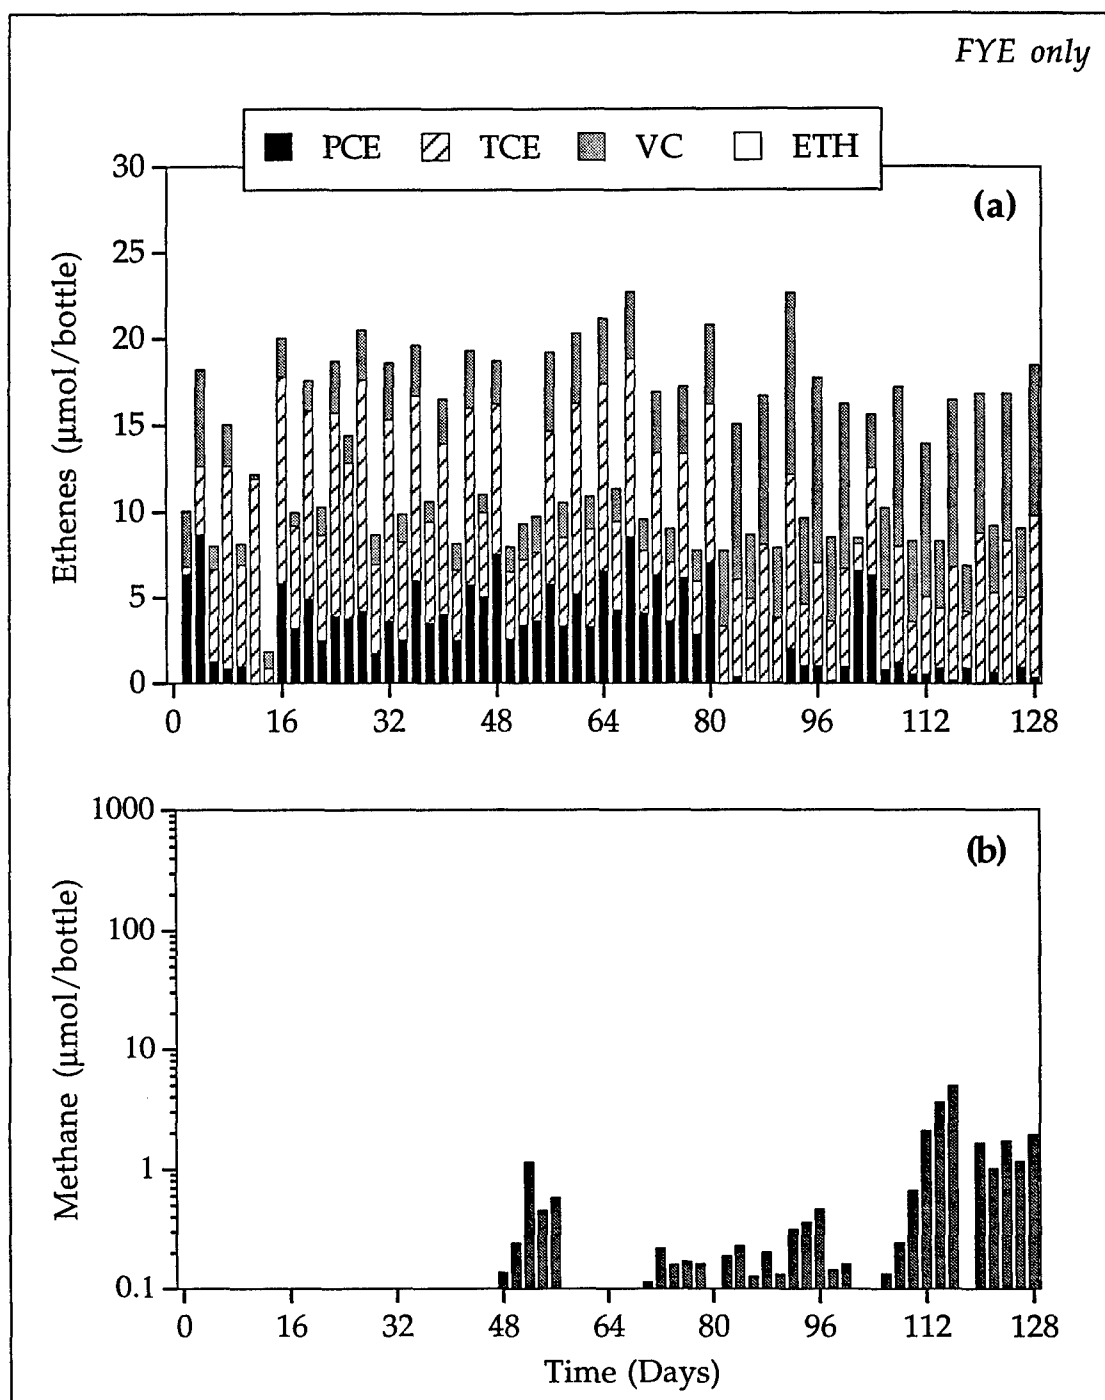 FYE only
PCE TCE VC ETH
(a)
30
25
20
15
10
5
0
Ethenes (µmol/bottle)
0 16 32 48 64 80 96 112 128
(b)
1000
100
10
1
0.1
Methane (µmol/bottle)
0 16 32 48 64 80 96 112 128
Time (Days)